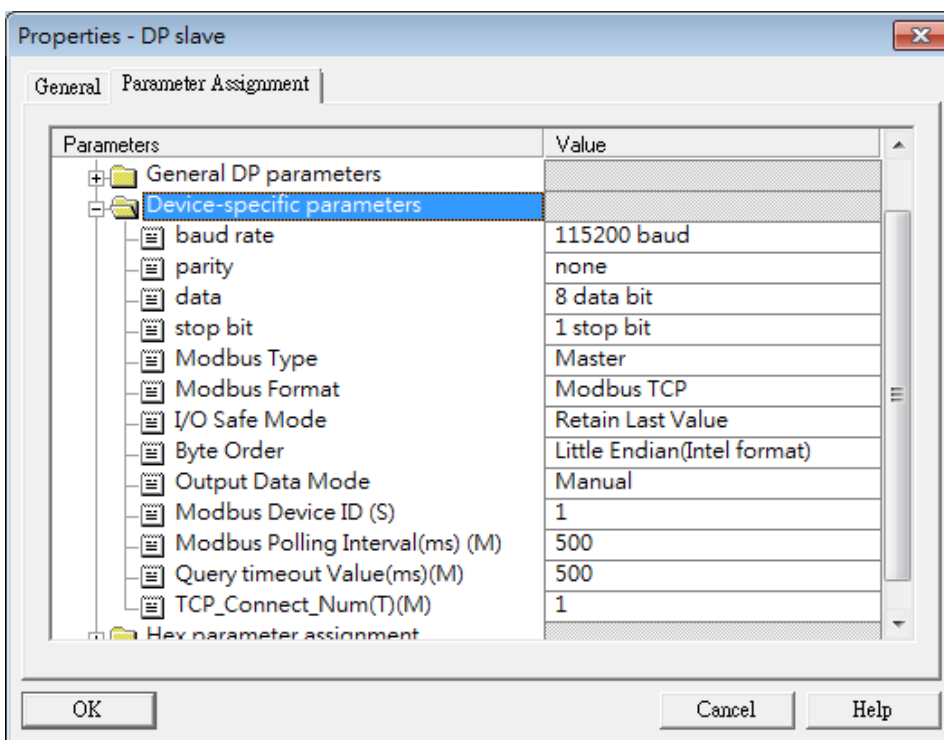 Properties - DP slave
General Parameter Assignment
Parameters Value
General DP parameters
Device-specific parameters
baud rate 115200 baud
parity none
data 8 data bit
stop bit 1 stop bit
Modbus Type Master
Modbus Format Modbus TCP
I/O Safe Mode Retain Last Value
Byte Order Little Endian(Intel format)
Output Data Mode Manual
Modbus Device ID (S) 1
Modbus Polling Interval(ms) (M) 500
Query timeout Value(ms)(M) 500
TCP_Connect_Num(T)(M) 1
Hex parameter assignment
OK Cancel Help